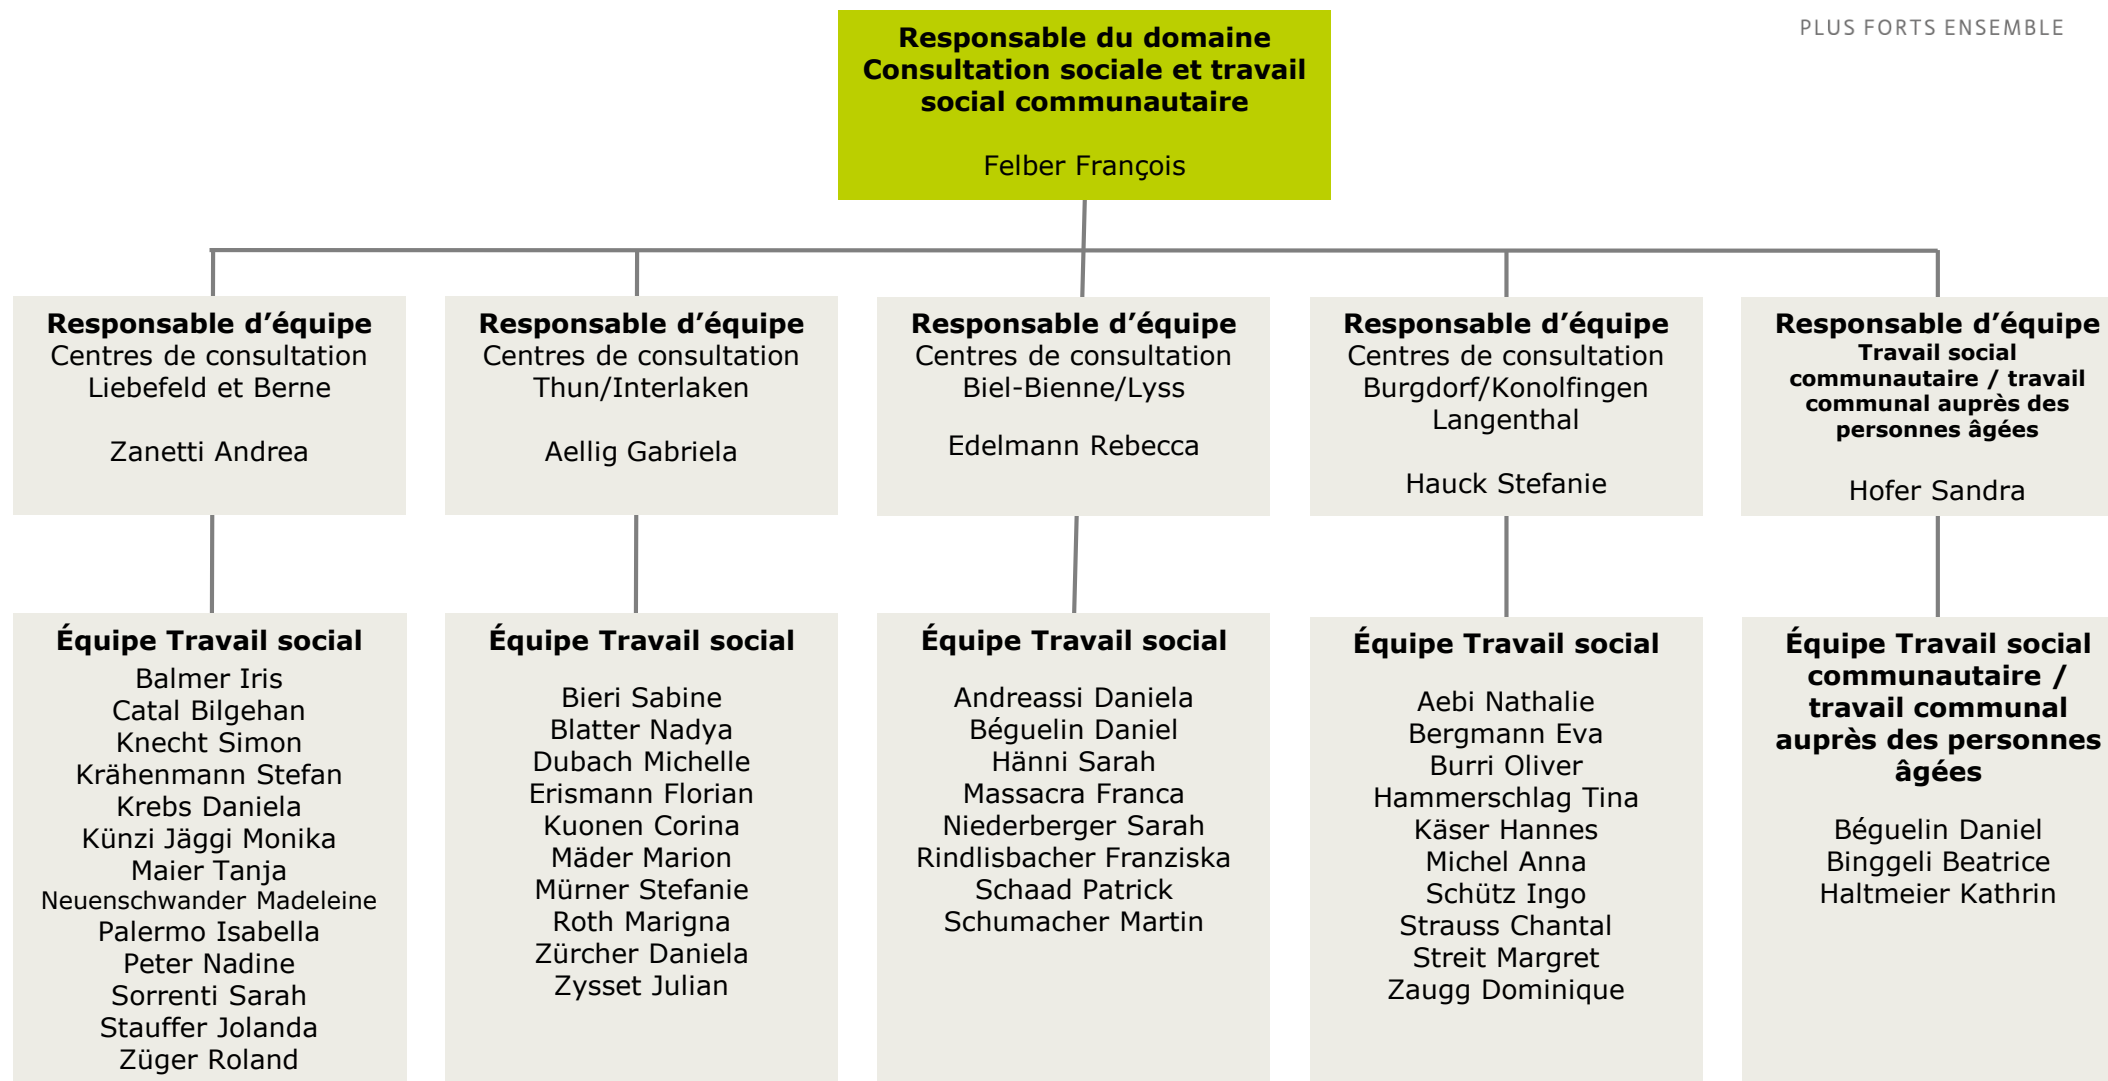 PLUS FORTS ENSEMBLE
Responsable du domaine
Consultation sociale et travail
social communautaire
Felber François
Responsable d’équipe
Centres de consultation
Liebefeld et Berne
Zanetti Andrea
Responsable d’équipe
Centres de consultation
Thun/Interlaken
Aellig Gabriela
Responsable d’équipe
Centres de consultation
Biel-Bienne/Lyss
Edelmann Rebecca
Responsable d’équipe
Centres de consultation
Burgdorf/Konolfingen
Langenthal
Hauck Stefanie
Responsable d’équipe
Travail social
communautaire / travail
communal auprès des
personnes âgées
Hofer Sandra
Équipe Travail social
Balmer Iris
Catal Bilgehan
Knecht Simon
Krähenmann Stefan
Krebs Daniela
Künzi Jäggi Monika
Maier Tanja
Neuenschwander Madeleine
Palermo Isabella
Peter Nadine
Sorrenti Sarah
Stauffer Jolanda
Züger Roland
Équipe Travail social
Bieri Sabine
Blatter Nadya
Dubach Michelle
Erismann Florian
Kuonen Corina
Mäder Marion
Mürner Stefanie
Roth Marigna
Zürcher Daniela
Zysset Julian
Équipe Travail social
Andreassi Daniela
Béguelin Daniel
Hänni Sarah
Massacra Franca
Niederberger Sarah
Rindlisbacher Franziska
Schaad Patrick
Schumacher Martin
Équipe Travail social
Aebi Nathalie
Bergmann Eva
Burri Oliver
Hammerschlag Tina
Käser Hannes
Michel Anna
Schütz Ingo
Strauss Chantal
Streit Margret
Zaugg Dominique
Équipe Travail social
communautaire /
travail communal
auprès des personnes
âgées
Béguelin Daniel
Binggeli Beatrice
Haltmeier Kathrin